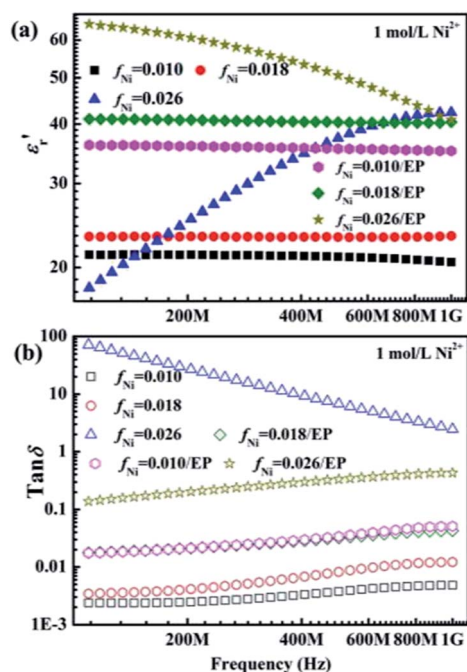 (a)
1 mol/L Ni²⁺
fNi=0.010 fNi=0.018
fNi=0.026
fNi=0.010/EP
fNi=0.018/EP
fNi=0.026/EP
εr'
60
50
40
30
20
200M 400M 600M 800M 1G
(b)
1 mol/L Ni²⁺
fNi=0.010
fNi=0.018
fNi=0.026 fNi=0.018/EP
fNi=0.010/EP fNi=0.026/EP
Tanδ
100
10
1
0.1
0.01
1E-3
200M 400M 600M 800M 1G
Frequency (Hz)